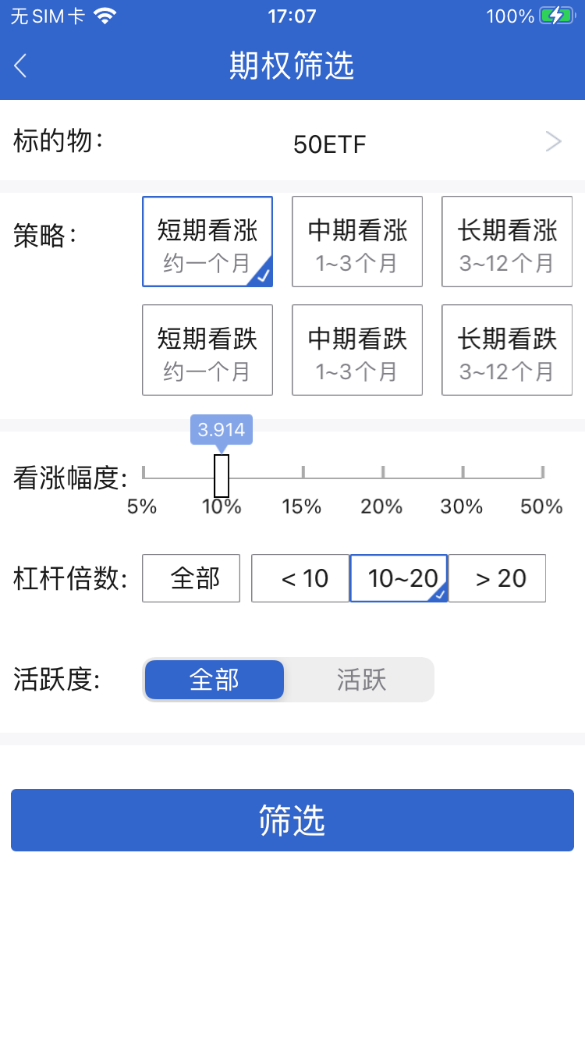 无SIM卡 17:07 100%
期权筛选
标的物： 50ETF
策略： 短期看涨 中期看涨 长期看涨
约一个月 1~3个月 3~12个月
短期看跌 中期看跌 长期看跌
约一个月 1~3个月 3~12个月
3.914
看涨幅度:
5% 10% 15% 20% 30% 50%
杠杆倍数: 全部 < 10 10~20 > 20
活跃度: 全部 活跃
筛选